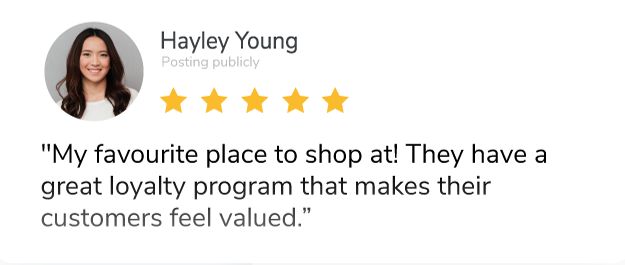 Hayley Young
Posting publicly
"My favourite place to shop at! They have a
great loyalty program that makes their
customers feel valued.”